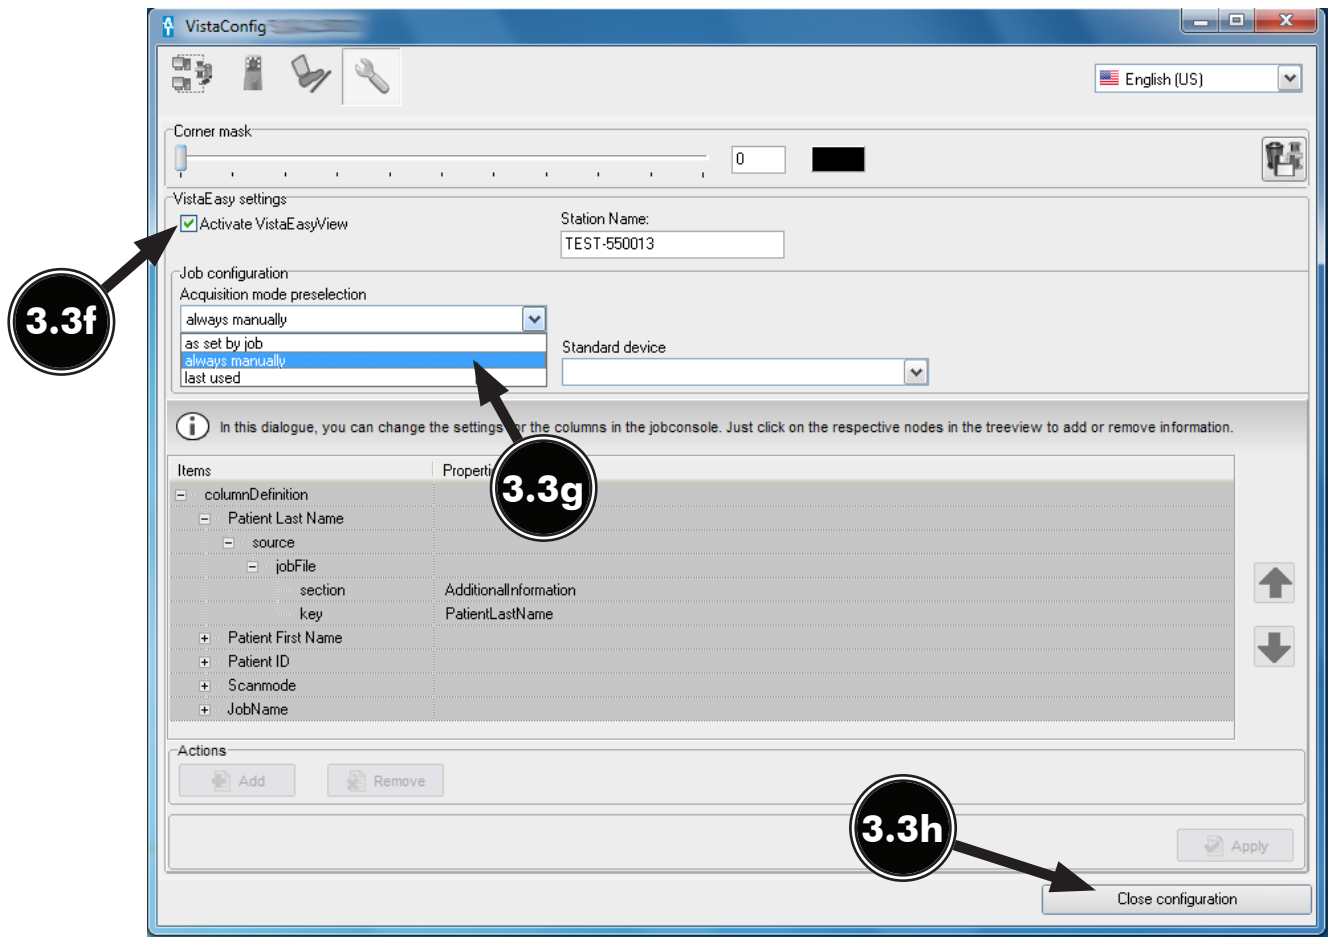 VistaConfig
English (US)
Corner mask
0
VistaEasy settings
Activate VistaEasyView
Station Name:
TEST-550013
3.3f
Job configuration
Acquisition mode preselection
always manually
as set by job
always manually
last used
Standard device
In this dialogue, you can change the settings for the columns in the jobconsole. Just click on the respective nodes in the treeview to add or remove information.
Items
3.3g
columnDefinition
Patient Last Name
source
jobFile
section AdditionalInformation
key PatientLastName
Patient First Name
Patient ID
Scanmode
JobName
Actions
Add Remove
3.3h
Apply
Close configuration